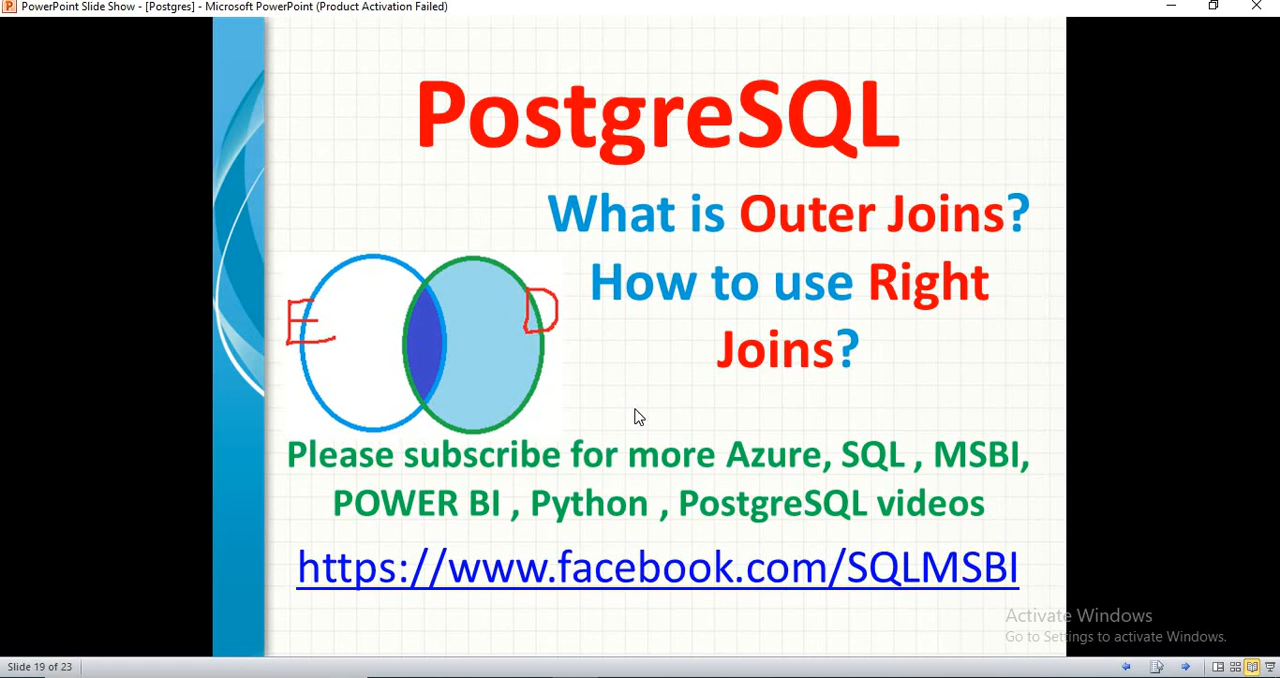 PowerPoint Slide Show - [Postgres] - Microsoft PowerPoint (Product Activation Failed)
PostgreSQL
What is Outer Joins?
How to use Right
Joins?
E
D
Please subscribe for more Azure, SQL , MSBI,
POWER BI , Python , PostgreSQL videos
https://www.facebook.com/SQLMSBI
Activate Windows
Go to Settings to activate Windows.
Slide 19 of 23